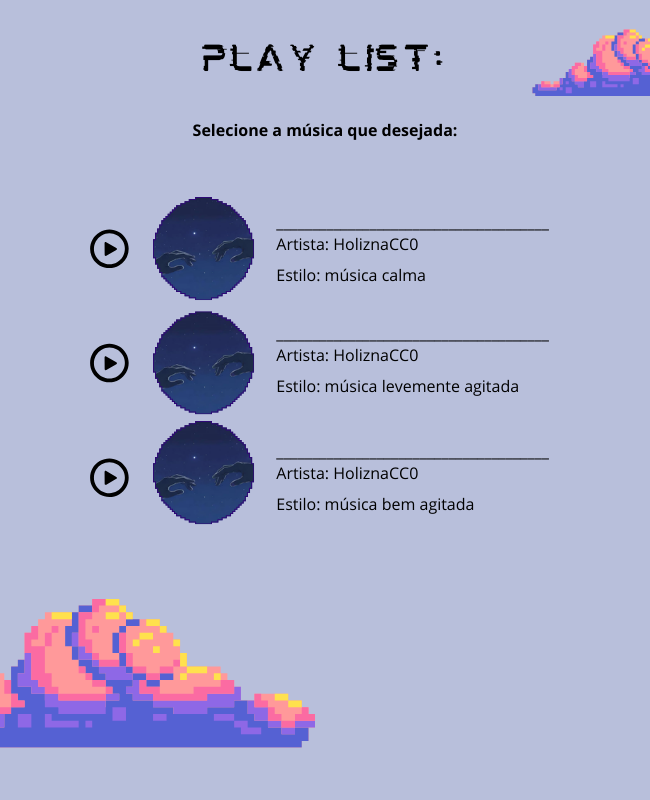 PLAY LIST:
Selecione a música que desejada:
Artista: HoliznaCC0
Estilo: música calma
Artista: HoliznaCC0
Estilo: música levemente agitada
Artista: HoliznaCC0
Estilo: música bem agitada